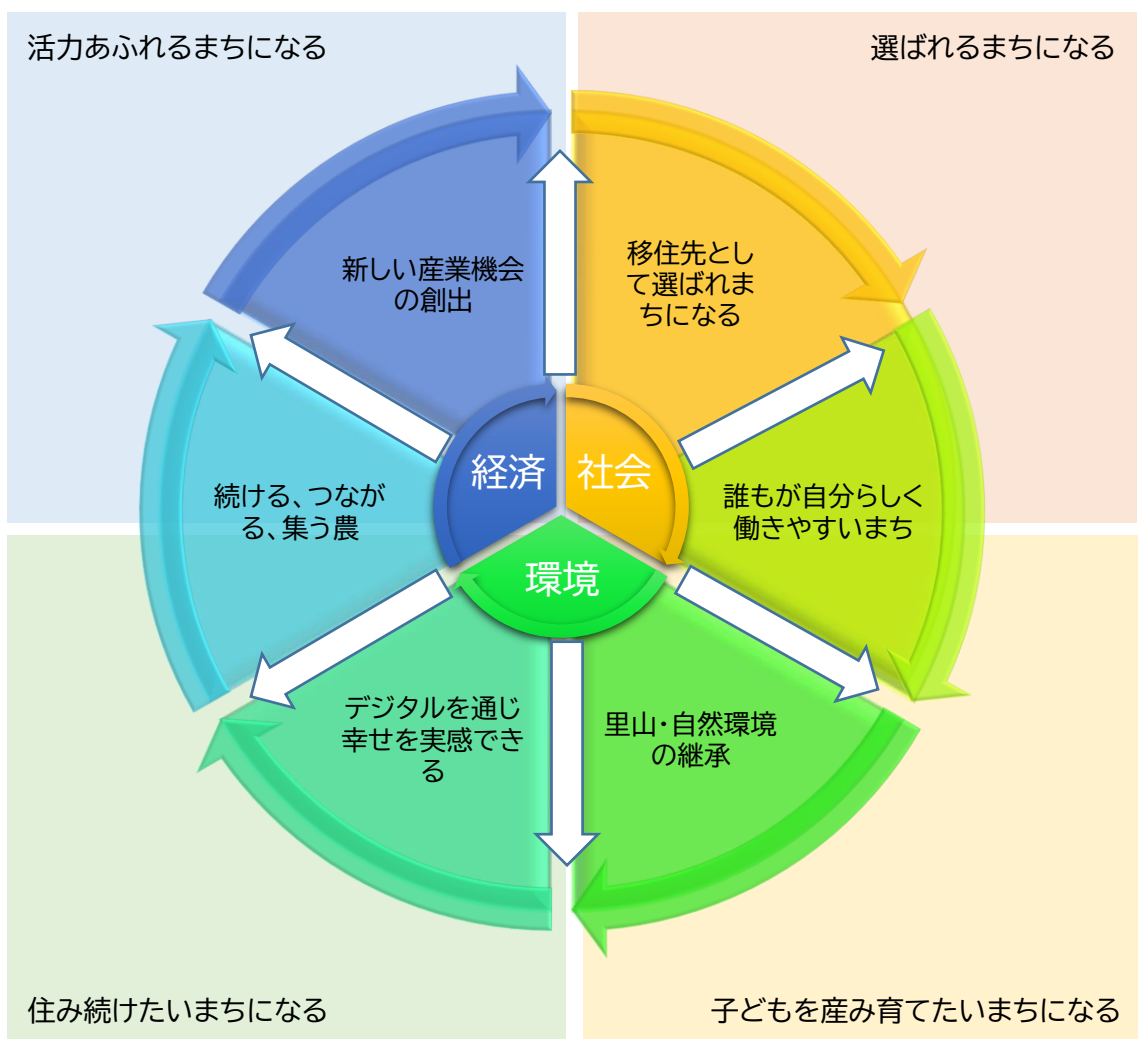 活力あふれるまちになる
選ばれるまちになる
新しい産業機会
の創出
移住先とし
て選ばれま
ちになる
経済
社会
続ける、つなが
る、集う農
誰もが自分らしく
働きやすいまち
環境
デジタルを通じ
幸せを実感でき
る
里山・自然環境
の継承
住み続けたいまちになる
子どもを産み育てたいまちになる